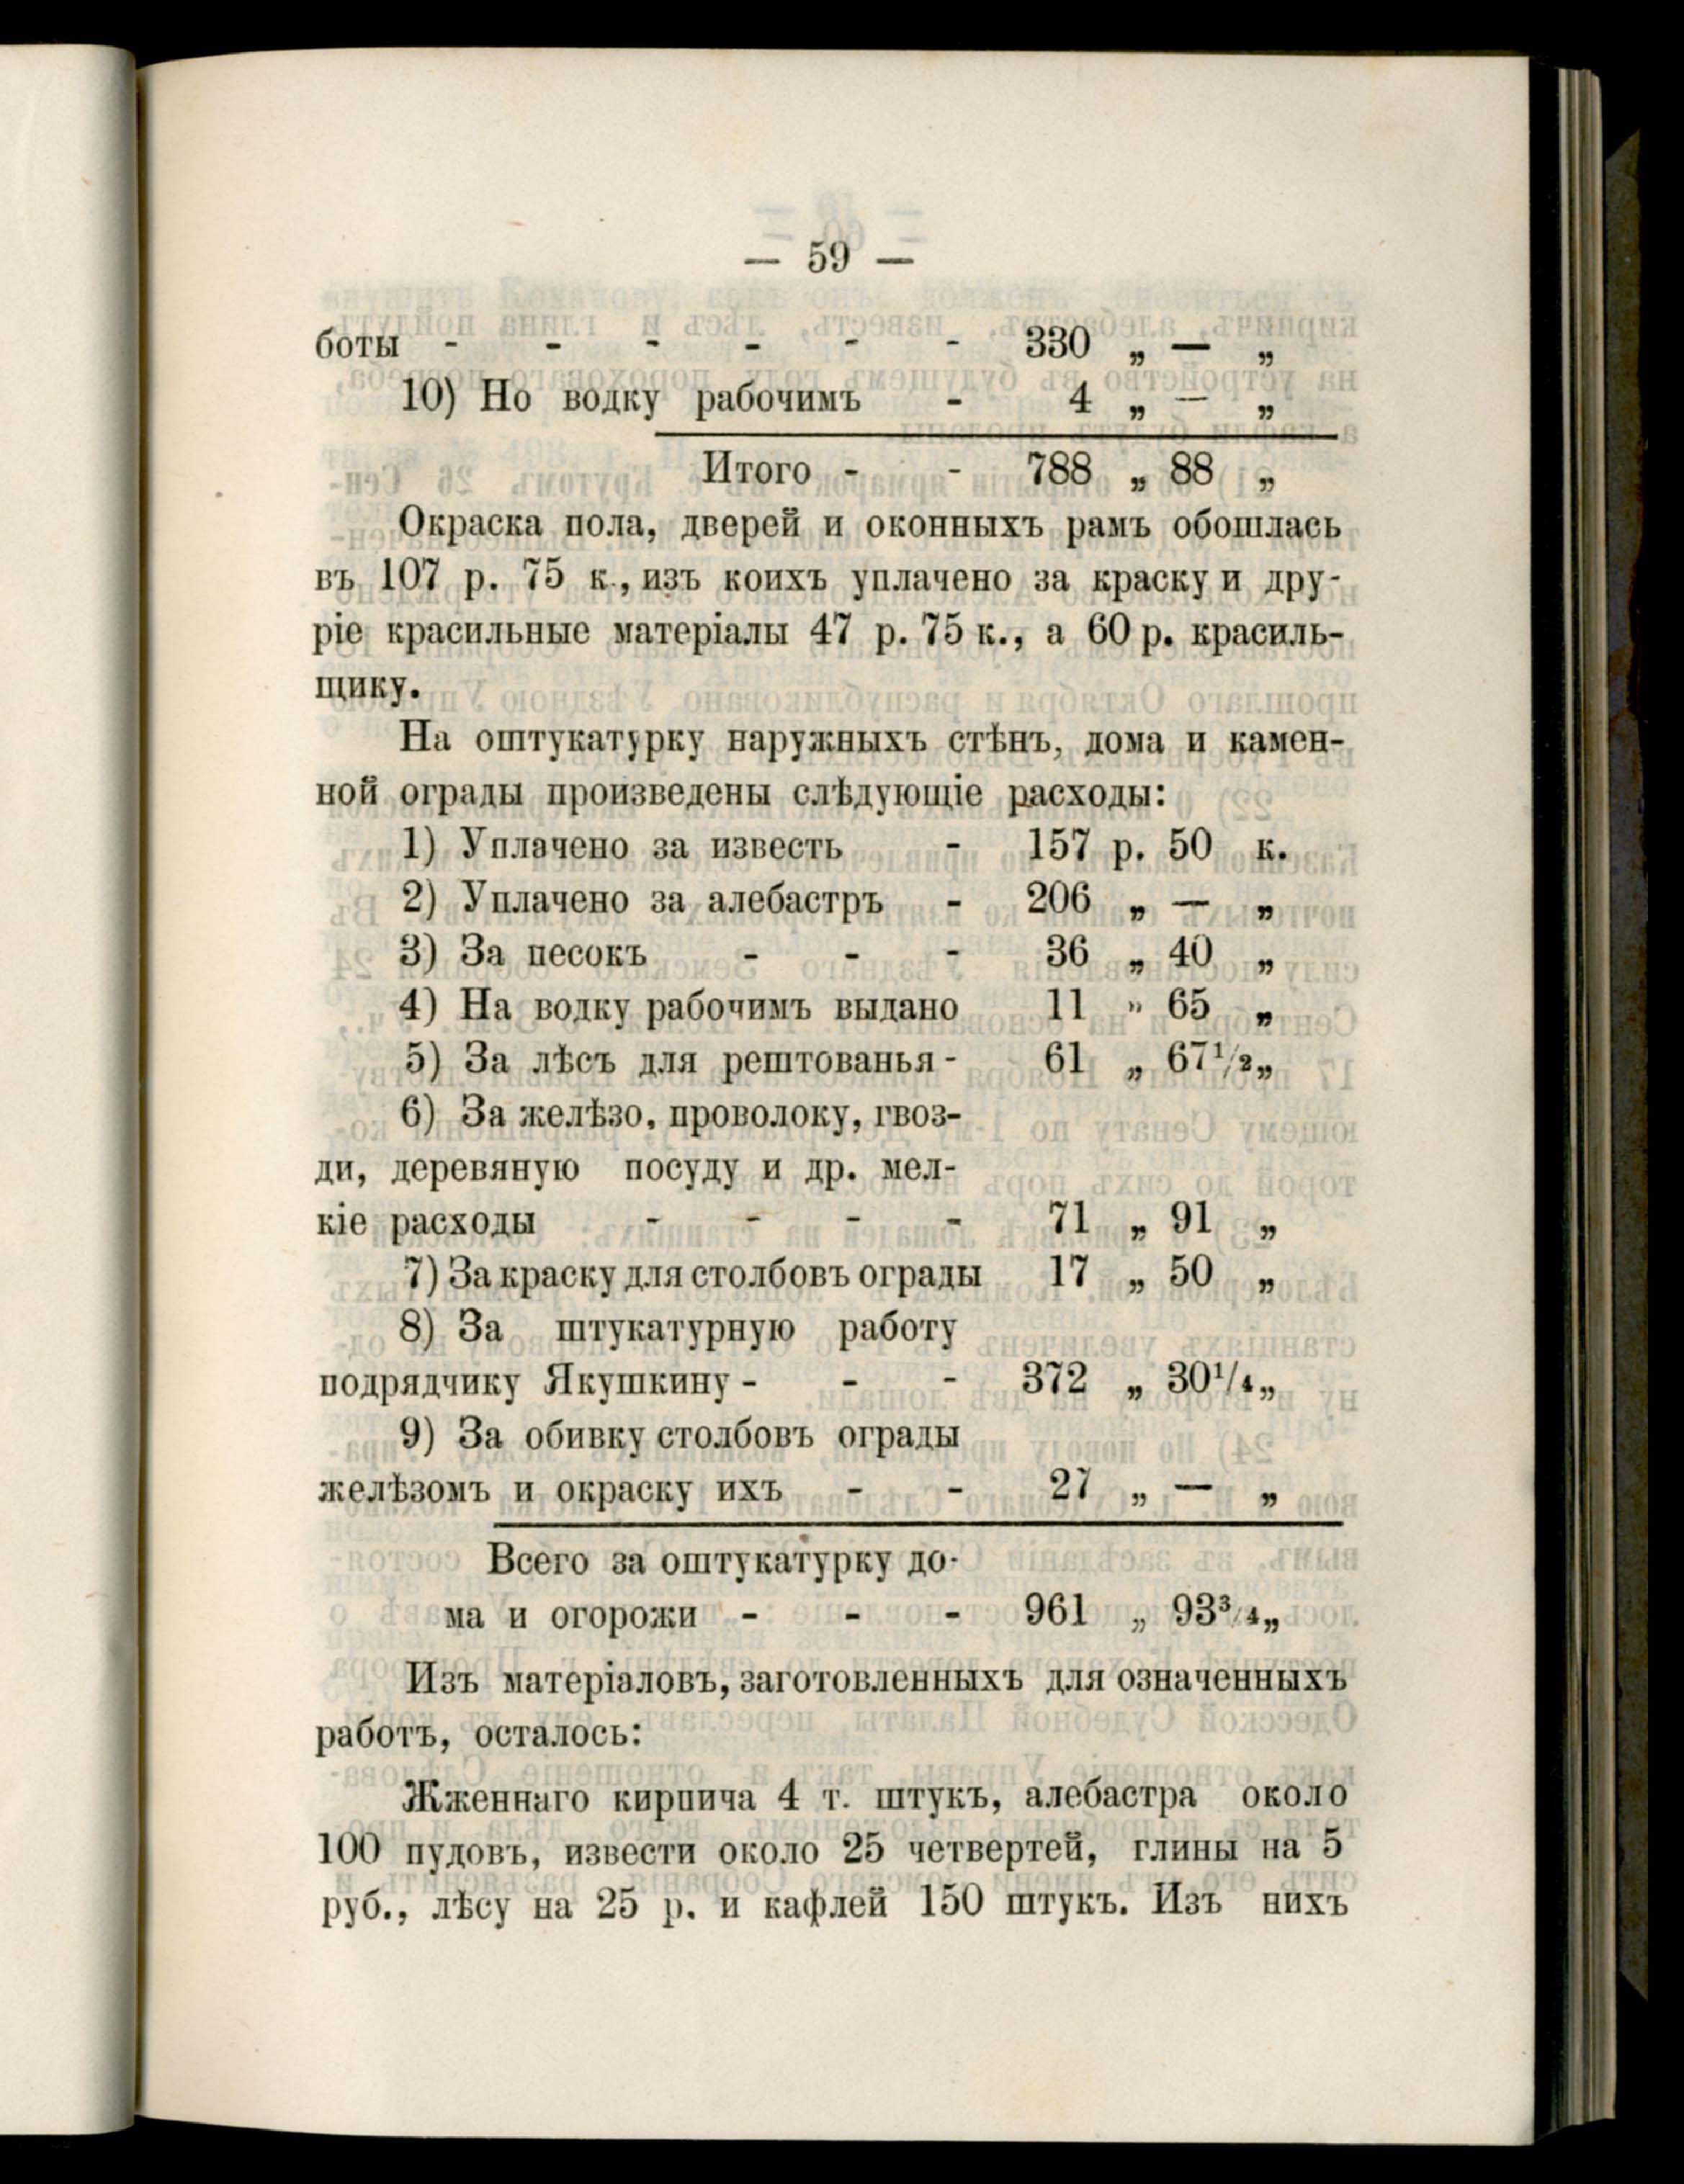 — 59 —
боты - - - - - - 330 „ — „
10) Но водку рабочимъ - 4 „ — „
Итого - - 788 „ 88 „
Окраска пола, дверей и оконныхъ рамъ обошлась
въ 107 р. 75 к., изъ коихъ уплачено за краску и дру-
ріе красильные матеріалы 47 р. 75 к., а 60 р. красиль-
щику.
На оштукатурку наружныхъ стѣнъ, дома и камен-
ной ограды произведены слѣдующіе расходы:
1) Уплачено за известь - 157 р. 50 к.
2) Уплачено за алебастръ - 206 „ — „
3) За песокъ - - - 36 „ 40 „
4) На водку рабочимъ выдано 11 „ 65 „
5) За лѣсъ для рештованья - 61 „ 67¹/₂ „
6) За желѣзо, проволоку, гвоз-
ди, деревяную посуду и др. мел-
кіе расходы - - - - 71 „ 91 „
7) За краску для столбовъ ограды 17 „ 50 „
8) За штукатурную работу
подрядчику Якушкину - - - 372 „ 30¹/₄ „
9) За обивку столбовъ ограды
желѣзомъ и окраску ихъ - - 27 „ — „
Всего за оштукатурку до-
ма и огорожи - - - 961 „ 93³/₄ „
Изъ матеріаловъ, заготовленныхъ для означенныхъ
работъ, осталось:
Жженнаго кирпича 4 т. штукъ, алебастра около
100 пудовъ, извести около 25 четвертей, глины на 5
руб., лѣсу на 25 р. и кафлей 150 штукъ. Изъ нихъ